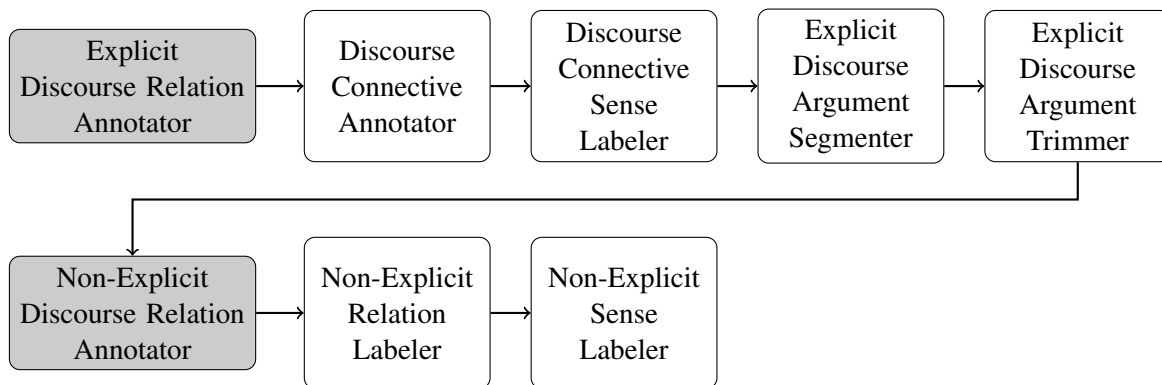 Explicit
Discourse Relation
Annotator
Discourse
Connective
Annotator
Discourse
Connective
Sense
Labeler
Explicit
Discourse
Argument
Segmenter
Explicit
Discourse
Argument
Trimmer
Non-Explicit
Discourse Relation
Annotator
Non-Explicit
Relation
Labeler
Non-Explicit
Sense
Labeler